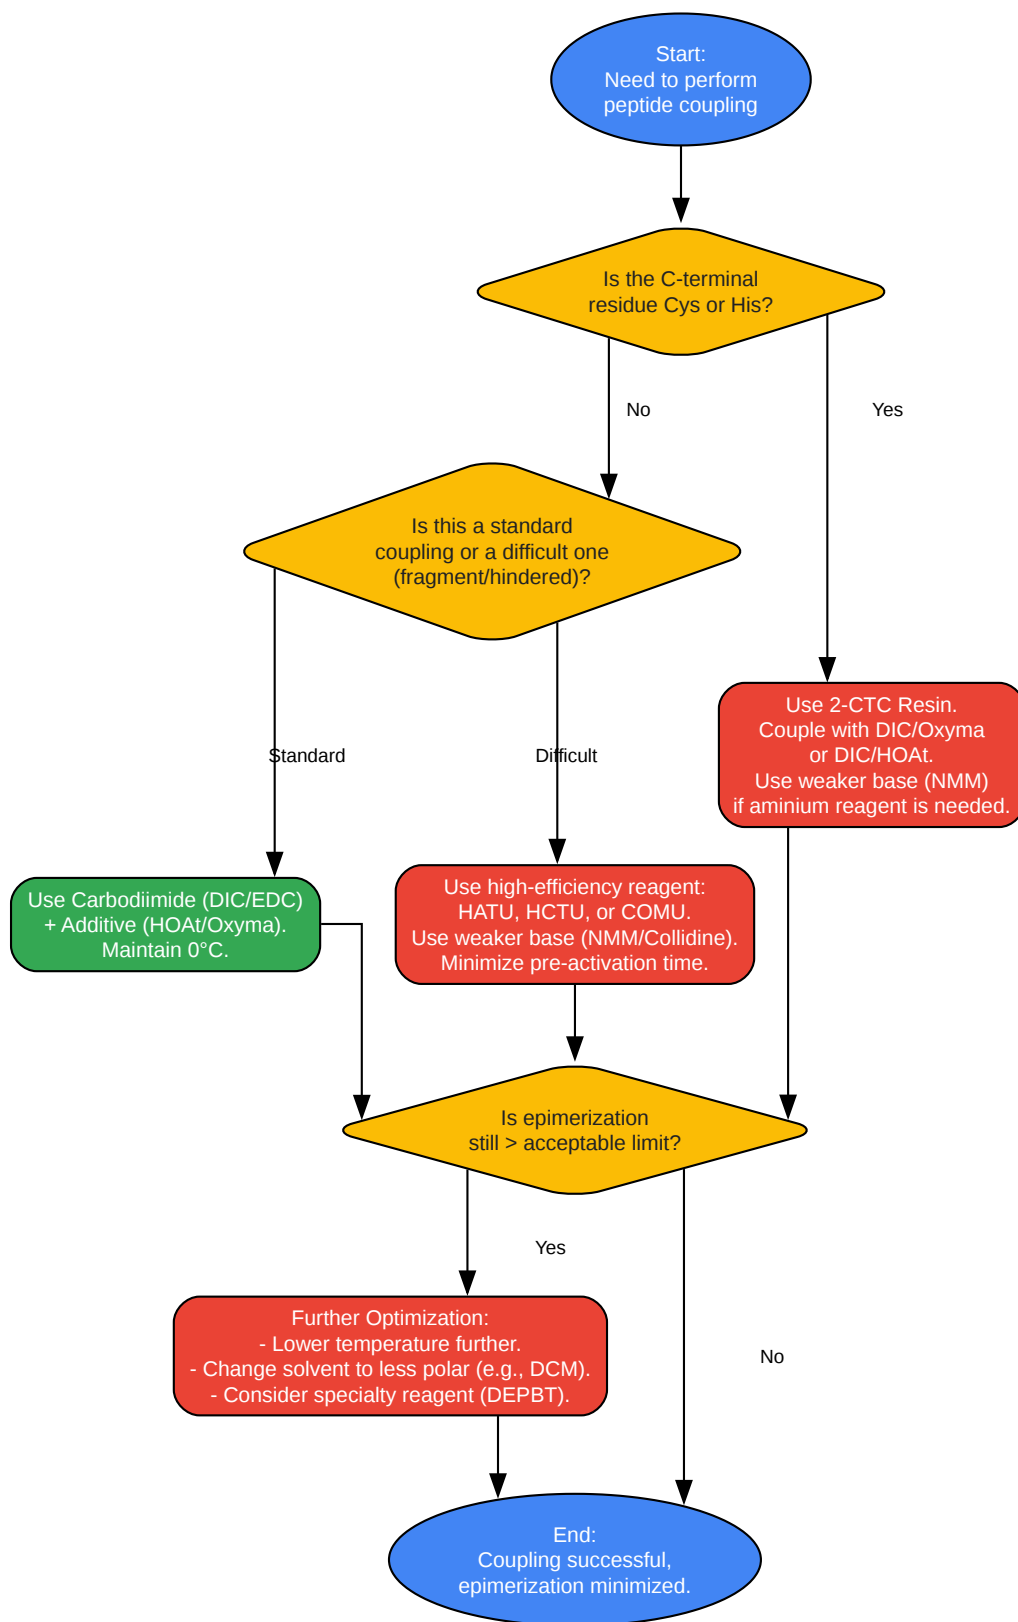 Start:
Need to perform
peptide coupling
Is the C-terminal
residue Cys or His?
No
Yes
Is this a standard
coupling or a difficult one
(fragment/hindered)?
Standard
Difficult
Use 2-CTC Resin.
Couple with DIC/Oxyma
or DIC/HOAt.
Use weaker base (NMM)
if aminium reagent is needed.
Use Carbodiimide (DIC/EDC)
+ Additive (HOAt/Oxyma).
Maintain 0°C.
Use high-efficiency reagent:
HATU, HCTU, or COMU.
Use weaker base (NMM/Collidine).
Minimize pre-activation time.
Is epimerization
still > acceptable limit?
Yes
No
Further Optimization:
- Lower temperature further.
- Change solvent to less polar (e.g., DCM).
- Consider specialty reagent (DEPBT).
End:
Coupling successful,
epimerization minimized.